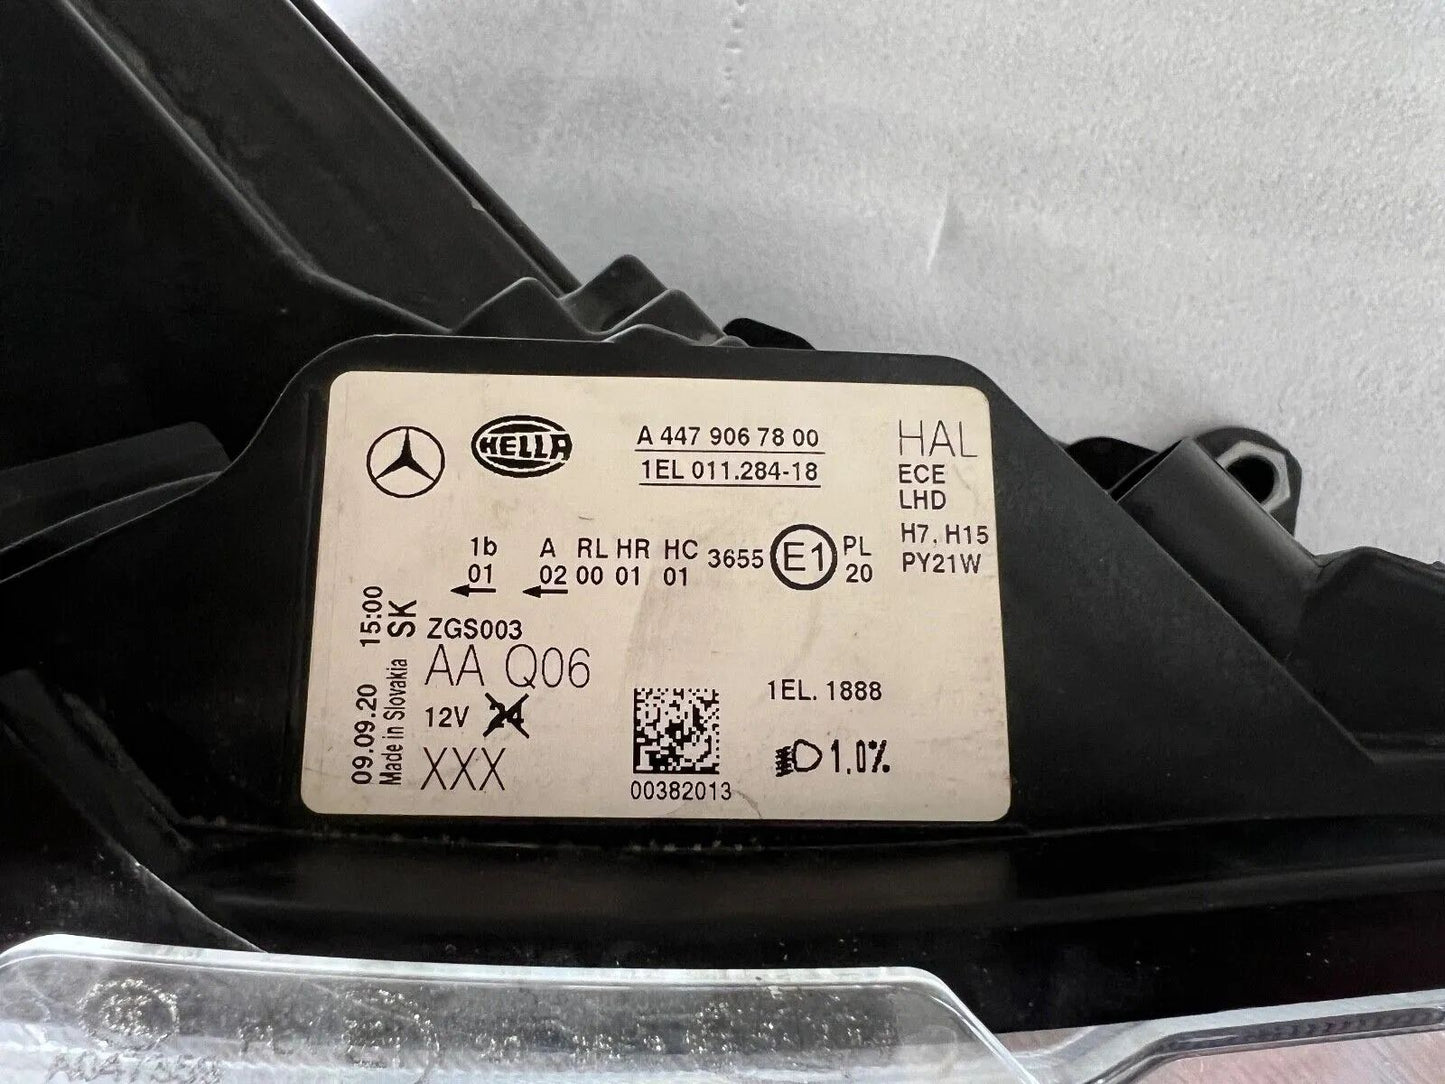 HELLA
A 447 906 78 00
1EL 011.284-18
HAL
ECE
LHD
H7, H15
PY21W
1b A RL HR HC 3655 E1 PL
01 02 00 01 01 20
ZGS003
AA Q06
12V 24
XXX
09.09.20 15:00
Made in Slovakia SK
00382013
1EL. 1888
1,0%